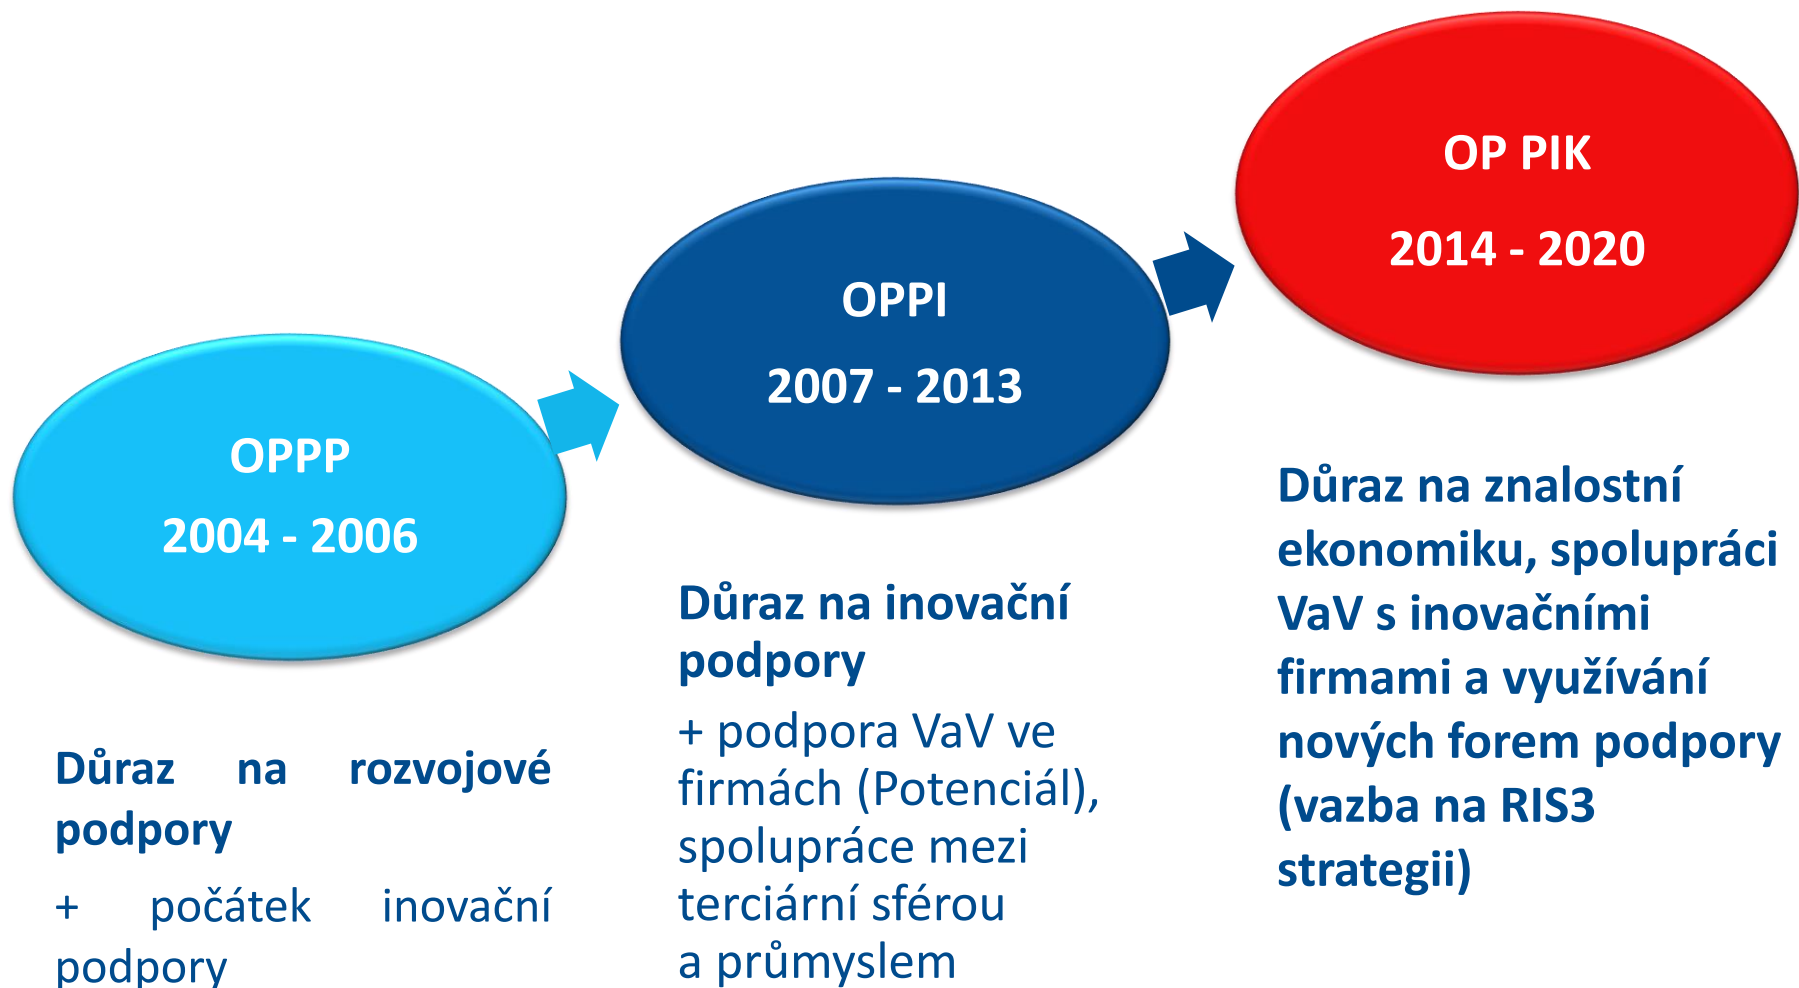 OPPP
2004 - 2006
Důraz na rozvojové
podpory
+ počátek inovační
podpory
OPPI
2007 - 2013
Důraz na inovační
podpory
+ podpora VaV ve
firmách (Potenciál),
spolupráce mezi
terciární sférou
a průmyslem
OP PIK
2014 - 2020
Důraz na znalostní
ekonomiku, spolupráci
VaV s inovačními
firmami a využívání
nových forem podpory
(vazba na RIS3
strategii)